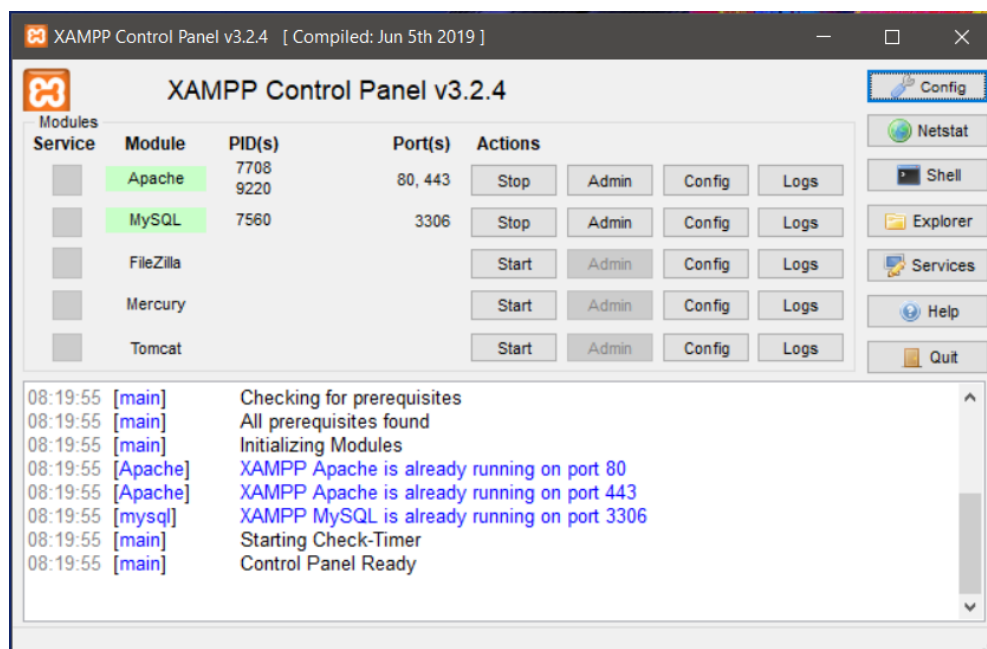 XAMPP Control Panel v3.2.4 [ Compiled: Jun 5th 2019 ]
XAMPP Control Panel v3.2.4
Config
Modules
Netstat
Service Module PID(s) Port(s) Actions
Apache 7708 9220 80, 443 Stop Admin Config Logs
Shell
MySQL 7560 3306 Stop Admin Config Logs
Explorer
FileZilla Start Admin Config Logs
Services
Mercury Start Admin Config Logs
Help
Tomcat Start Admin Config Logs
Quit
08:19:55 [main] Checking for prerequisites
08:19:55 [main] All prerequisites found
08:19:55 [main] Initializing Modules
08:19:55 [Apache] XAMPP Apache is already running on port 80
08:19:55 [Apache] XAMPP Apache is already running on port 443
08:19:55 [mysql] XAMPP MySQL is already running on port 3306
08:19:55 [main] Starting Check-Timer
08:19:55 [main] Control Panel Ready